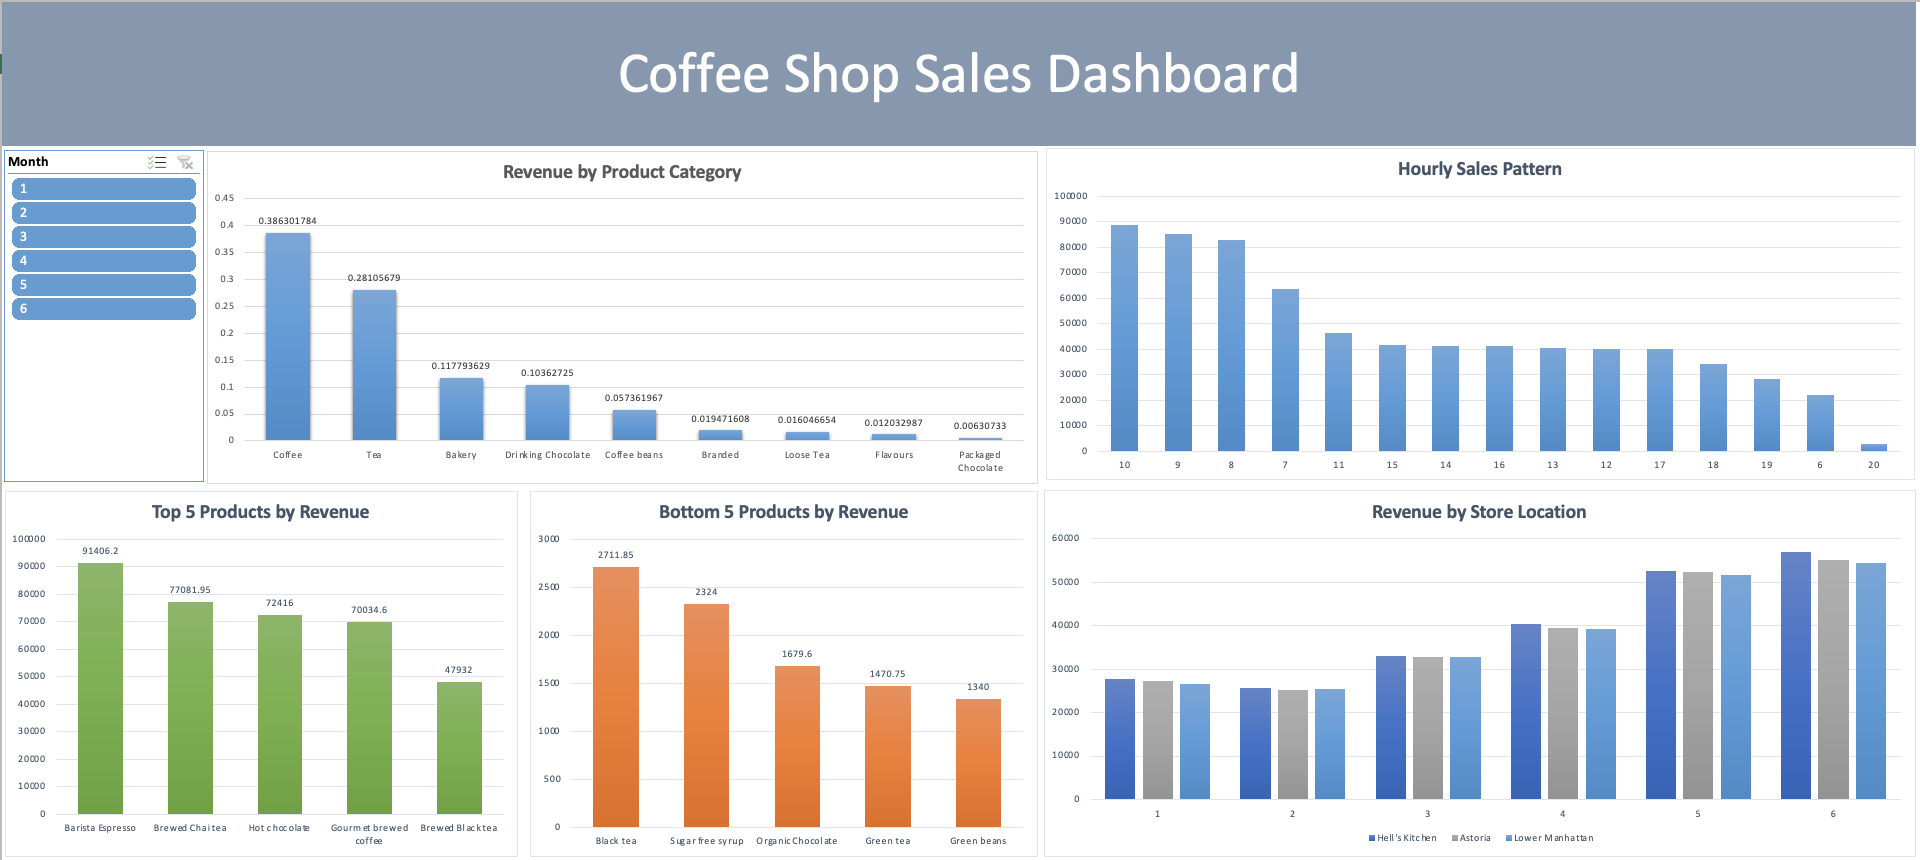 Coffee Shop Sales Dashboard
Month
1
2
3
4
5
6
Revenue by Product Category
0.45
0.4
0.35
0.3
0.25
0.2
0.15
0.1
0.05
0
0.386301784
0.28105679
0.117793629
0.10362725
0.057361967
0.019471608
0.016046654
0.012032987
0.00630733
Coffee
Tea
Bakery
Drinking Chocolate
Coffee beans
Branded
Loose Tea
Flavours
Packaged
Chocolate
Hourly Sales Pattern
100000
90000
80000
70000
60000
50000
40000
30000
20000
10000
0
10 9 8 7 11 15 14 16 13 12 17 18 19 6 20
Top 5 Products by Revenue
100000
90000
80000
70000
60000
50000
40000
30000
20000
10000
0
91406.2
77081.95
72416
70034.6
47932
Barista Espresso
Brewed Chai tea
Hot chocolate
Gourmet brewed
coffee
Brewed Black tea
Bottom 5 Products by Revenue
3000
2500
2000
1500
1000
500
0
2711.85
2324
1679.6
1470.75
1340
Black tea
Sugar free syrup
Organic Chocolate
Green tea
Green beans
Revenue by Store Location
60000
50000
40000
30000
20000
10000
0
1 2 3 4 5 6
Hell's Kitchen
Astoria
Lower Manhattan